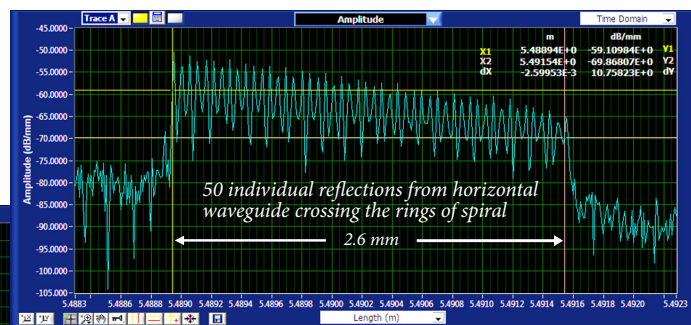 Trace A
Amplitude
Time Domain
-45.0000
-50.0000
-55.0000
-60.0000
-65.0000
-70.0000
-75.0000
-80.0000
-85.0000
-90.0000
-95.0000
-100.000
-105.000
Amplitude (dB/mm)
m dB/mm
X1 5.48894E+0 -59.10984E+0 Y1
X2 5.49154E+0 -69.86807E+0 Y2
dX -2.59953E-3 10.75823E+0 dY
50 individual reflections from horizontal
waveguide crossing the rings of spiral
2.6 mm
5.4883 5.4886 5.4888 5.4890 5.4892 5.4894 5.4896 5.4898 5.4900 5.4902 5.4904 5.4906 5.4908 5.4910 5.4912 5.4914 5.4916 5.4918 5.4920 5.4923
Length (m)